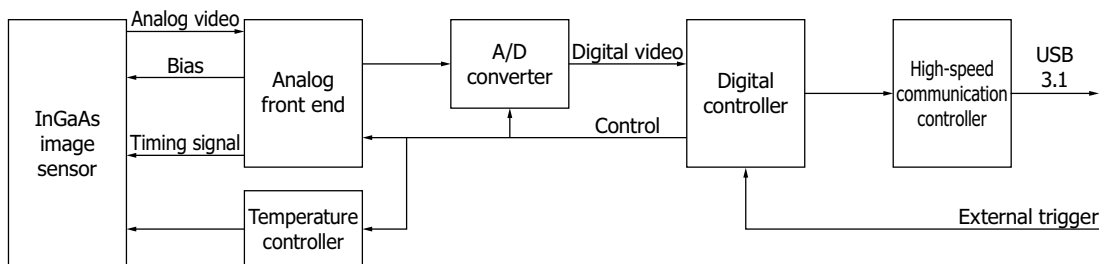 Analog video
Bias
Timing signal
InGaAs
image
sensor
Analog
front end
Temperature
controller
A/D
converter
Digital video
Control
Digital
controller
High-speed
communication
controller
USB
3.1
External trigger